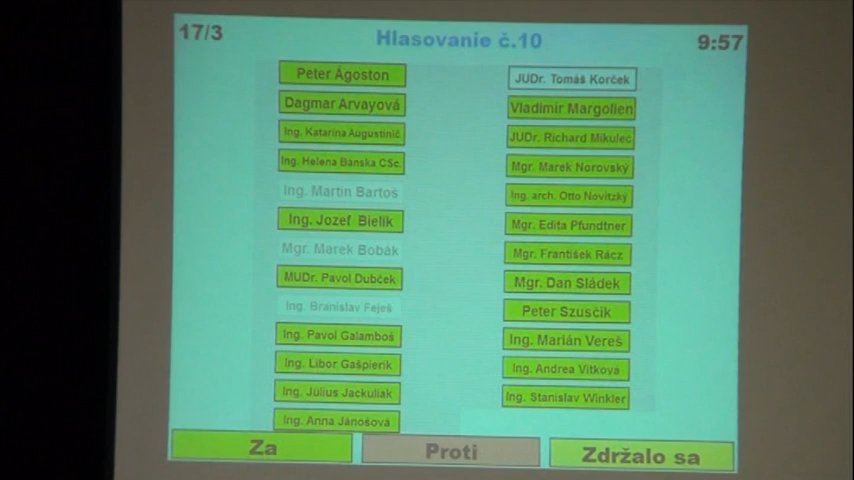 17/3
Hlasovanie č.10
9:57
Peter Ágoston
Dagmar Arvayová
Ing. Katarína Augustinič
Ing. Helena Bánska CSc.
Ing. Martin Bartoš
Ing. Jozef Bielik
Mgr. Marek Bobák
MUDr. Pavol Dubček
Ing. Branislav Feješ
Ing. Pavol Galamboš
Ing. Libor Gašpierik
Ing. Július Jackuliak
Ing. Anna Jánošová
JUDr. Tomáš Korček
Vladimír Margolien
JUDr. Richard Mikulec
Mgr. Marek Norovský
Ing. arch. Otto Novitzký
Mgr. Edita Pfundtner
Mgr. František Rácz
Mgr. Dan Sládek
Peter Szusčik
Ing. Marián Vereš
Ing. Andrea Vítková
Ing. Stanislav Winkler
Za
Proti
Zdržalo sa